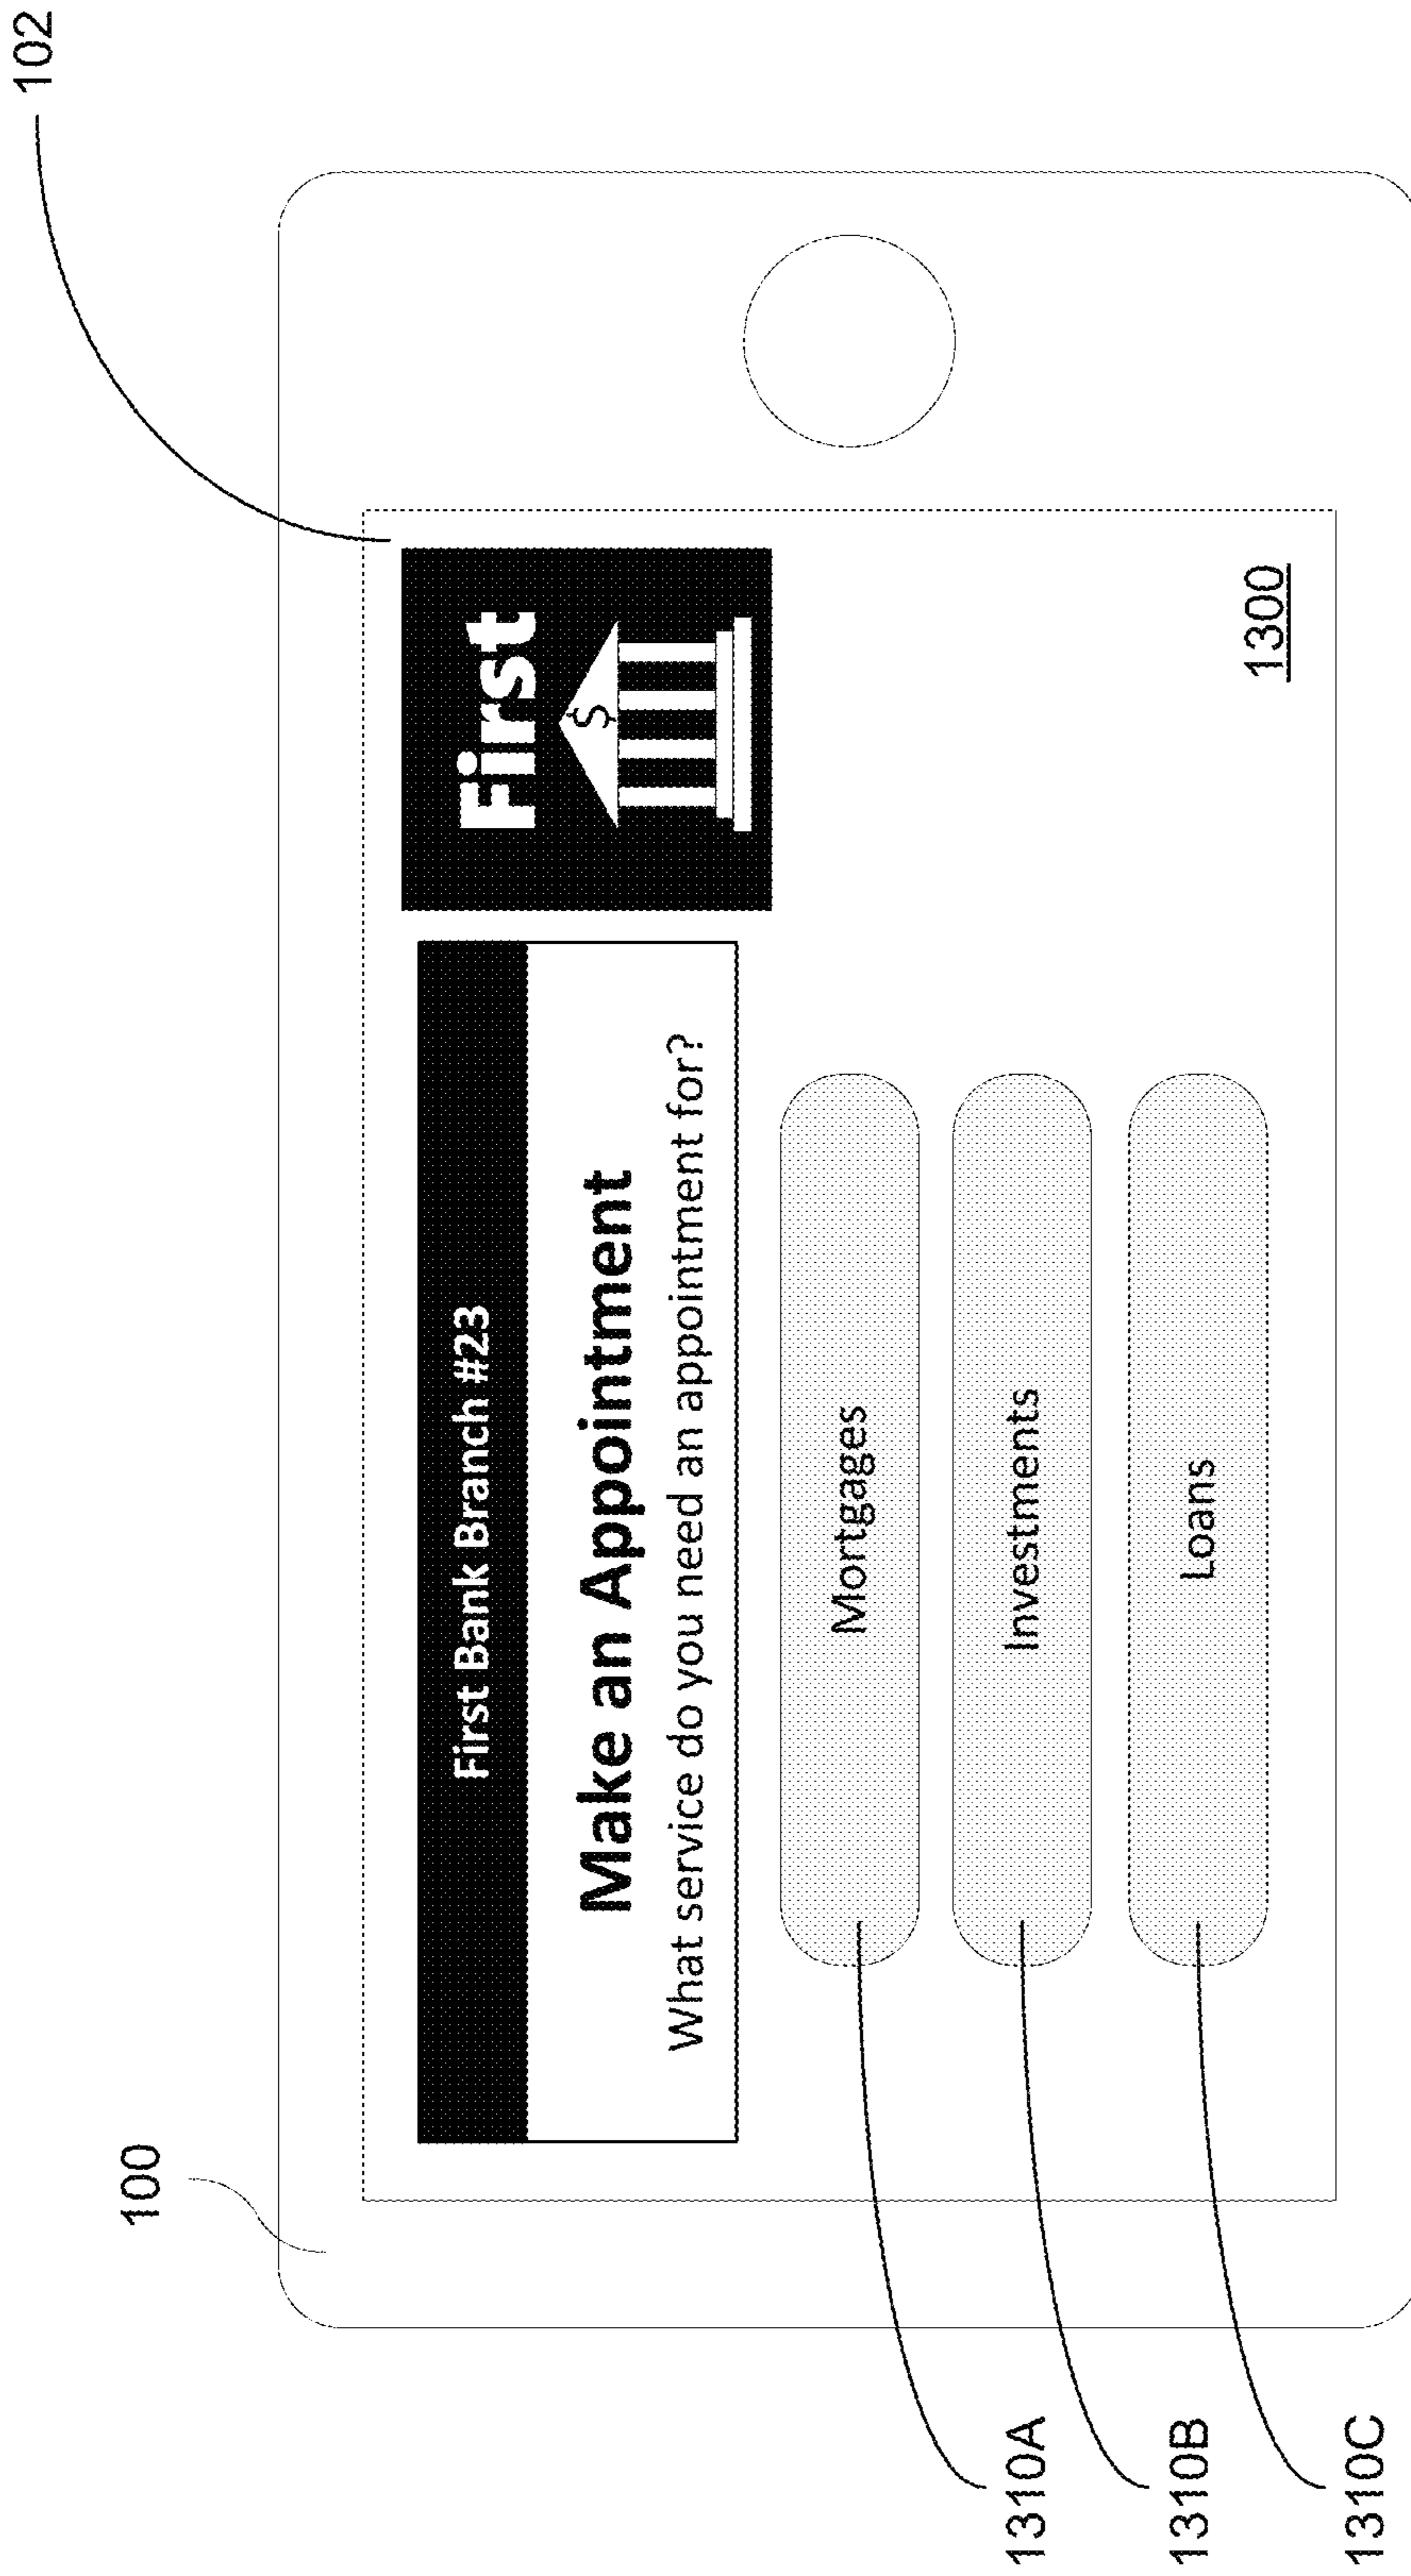 102
100
First Bank Branch #23
Make an Appointment
What service do you need an appointment for?
First
$
Mortgages
Investments
Loans
1300
1310A
1310B
1310C